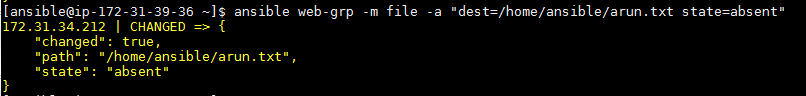 [ansible@ip-172-31-39-36 ~]$ ansible web-grp -m file -a "dest=/home/ansible/arun.txt state=absent"
172.31.34.212 | CHANGED => {
    "changed": true,
    "path": "/home/ansible/arun.txt",
    "state": "absent"
}